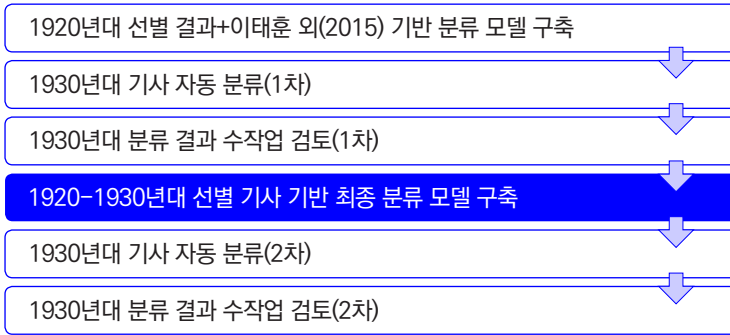 1920년대 선별 결과+이태훈 외(2015) 기반 분류 모델 구축
1930년대 기사 자동 분류(1차)
1930년대 분류 결과 수작업 검토(1차)
1920-1930년대 선별 기사 기반 최종 분류 모델 구축
1930년대 기사 자동 분류(2차)
1930년대 분류 결과 수작업 검토(2차)